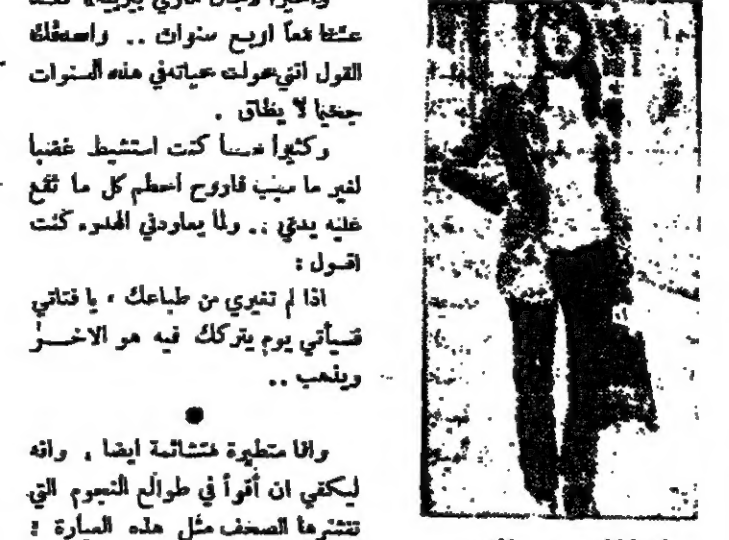 عشنا معاً اربع سنوات .. واصدقك
القول انني حولت حياته في هذه السنوات
جحيما لا يطاق .
وكثيرا ما كنت استشيط غضبا
لغير ما سبب فاروح احطم كل ما تقع
عليه يدي .. ولما يعاودني الهدوء كنت
اقول :
اذا لم تغيري من طباعك ، يا فتاتي
فسيأتي يوم يتركك فيه هو الاخر
ويذهب ..
●
وانا متطيرة متشائمة ايضا ، وانه
ليكفي ان أقرأ في طوالع النجوم التي
تنشرها الصحف مثل هذه العبارة :